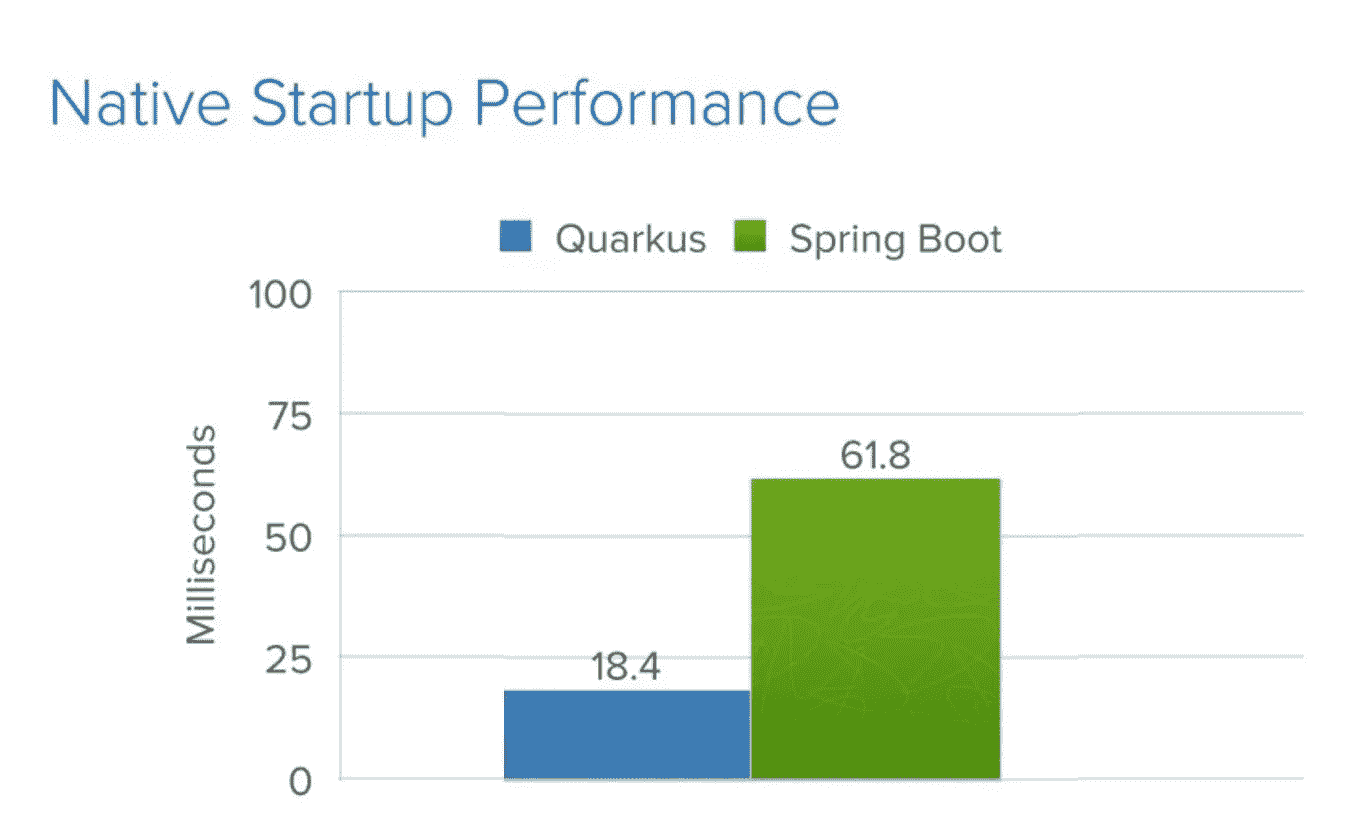 Native Startup Performance
Quarkus Spring Boot
100
75
61.8
50
Milliseconds
25
18.4
0